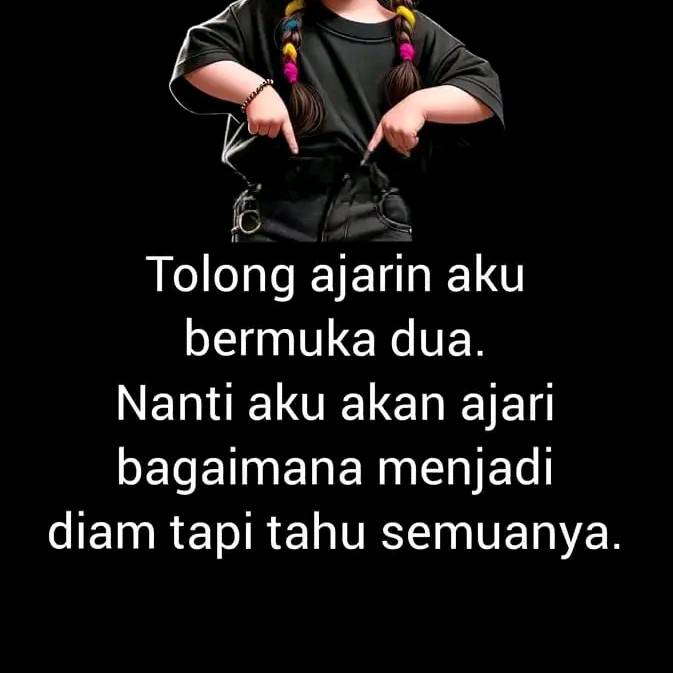 Tolong ajarin aku
bermuka dua.
Nanti aku akan ajari
bagaimana menjadi
diam tapi tahu semuanya.